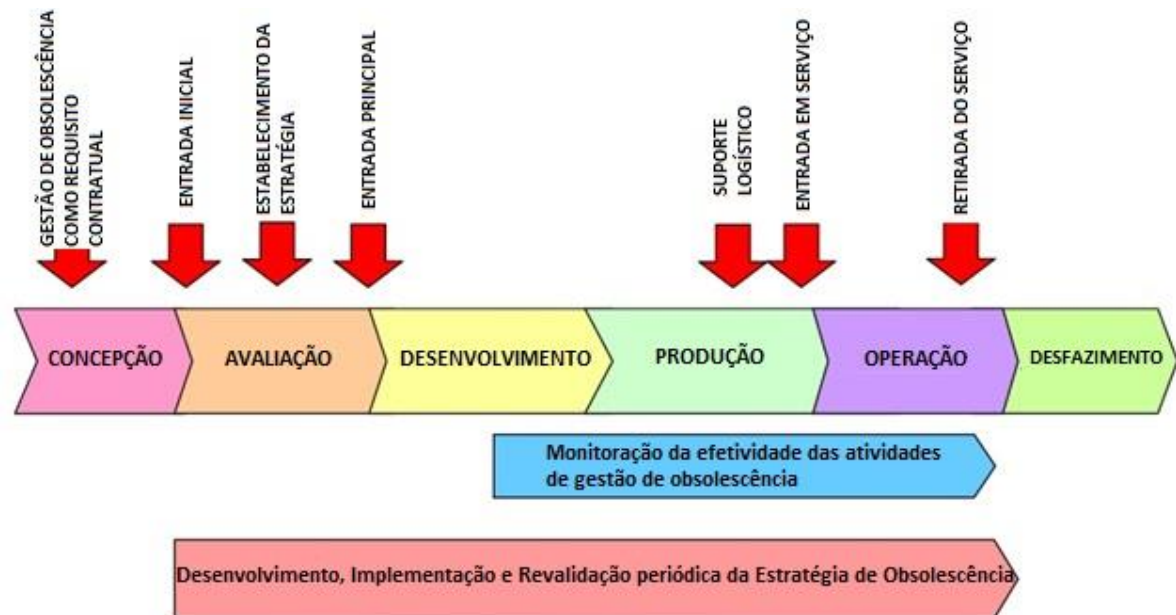 GESTÃO DE OBSOLESCÊNCIA
COMO REQUISITO
CONTRATUAL
ENTRADA INICIAL
ESTABELECIMENTO DA
ESTRATÉGIA
ENTRADA PRINCIPAL
SUPORTE
LOGÍSTICO
ENTRADA EM SERVIÇO
RETIRADA DO SERVIÇO
CONCEPÇÃO
AVALIAÇÃO
DESENVOLVIMENTO
PRODUÇÃO
OPERAÇÃO
DESFAZIMENTO
Monitoração da efetividade das atividades
de gestão de obsolescência
Desenvolvimento, Implementação e Revalidação periódica da Estratégia de Obsolescência